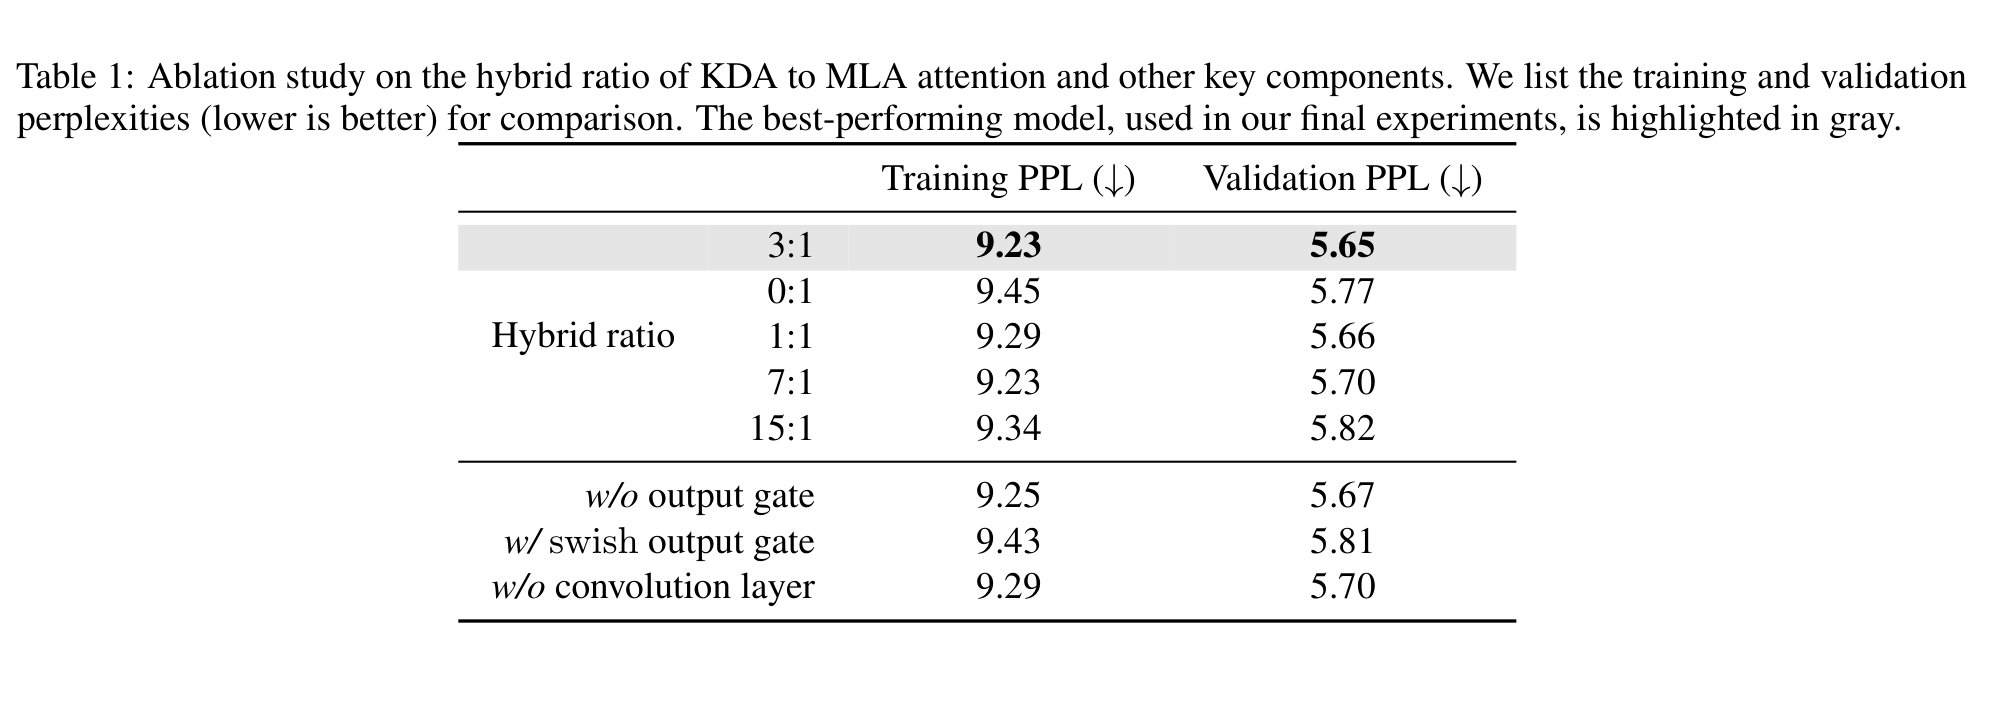 Table 1: Ablation study on the hybrid ratio of KDA to MLA attention and other key components. We list the training and validation
perplexities (lower is better) for comparison. The best-performing model, used in our final experiments, is highlighted in gray.
Training PPL (↓) Validation PPL (↓)
3:1 9.23 5.65
0:1 9.45 5.77
Hybrid ratio 1:1 9.29 5.66
7:1 9.23 5.70
15:1 9.34 5.82
w/o output gate 9.25 5.67
w/ swish output gate 9.43 5.81
w/o convolution layer 9.29 5.70